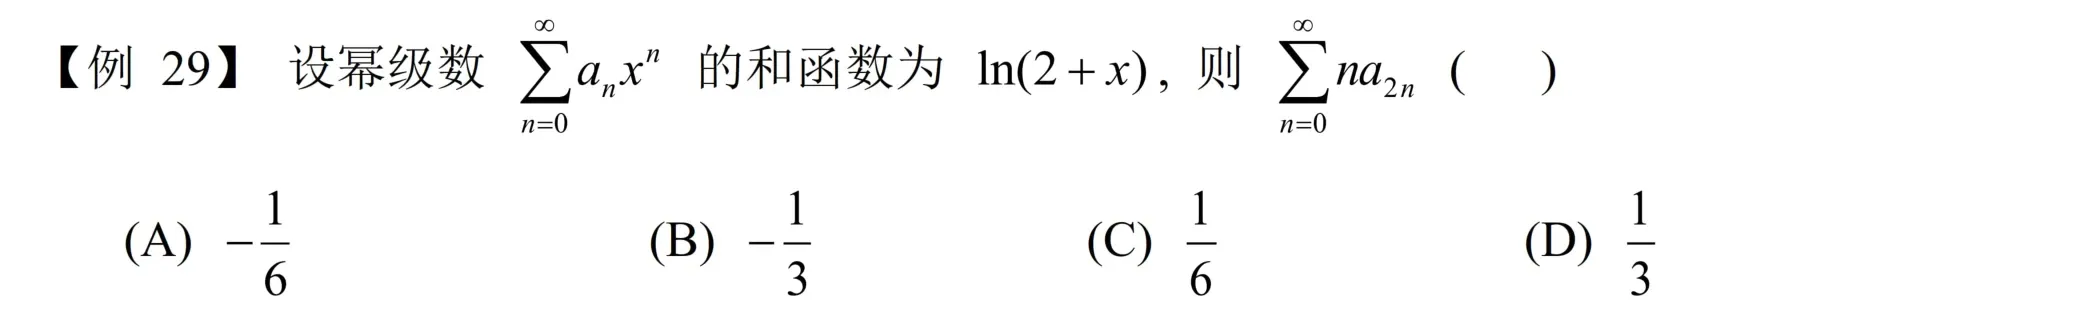 【例 29】 设幂级数 $\sum_{n=0}^{\infty} a_n x^n$ 的和函数为 $\ln(2+x)$, 则 $\sum_{n=0}^{\infty} n a_{2n}$ ( )
(A) $-\frac{1}{6}$ (B) $-\frac{1}{3}$ (C) $\frac{1}{6}$ (D) $\frac{1}{3}$